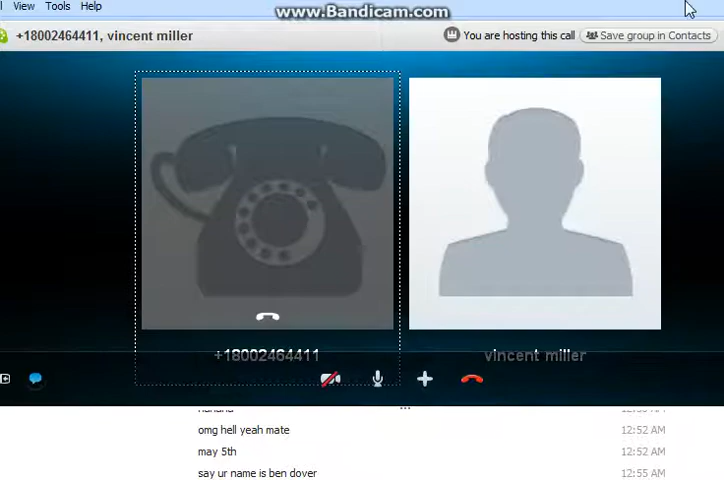 View Tools Help
www.Bandicam.com
+18002464411, vincent miller
You are hosting this call
Save group in Contacts
+18002464411
vincent miller
omg hell yeah mate 12:52 AM
may 5th 12:52 AM
say ur name is ben dover 12:55 AM